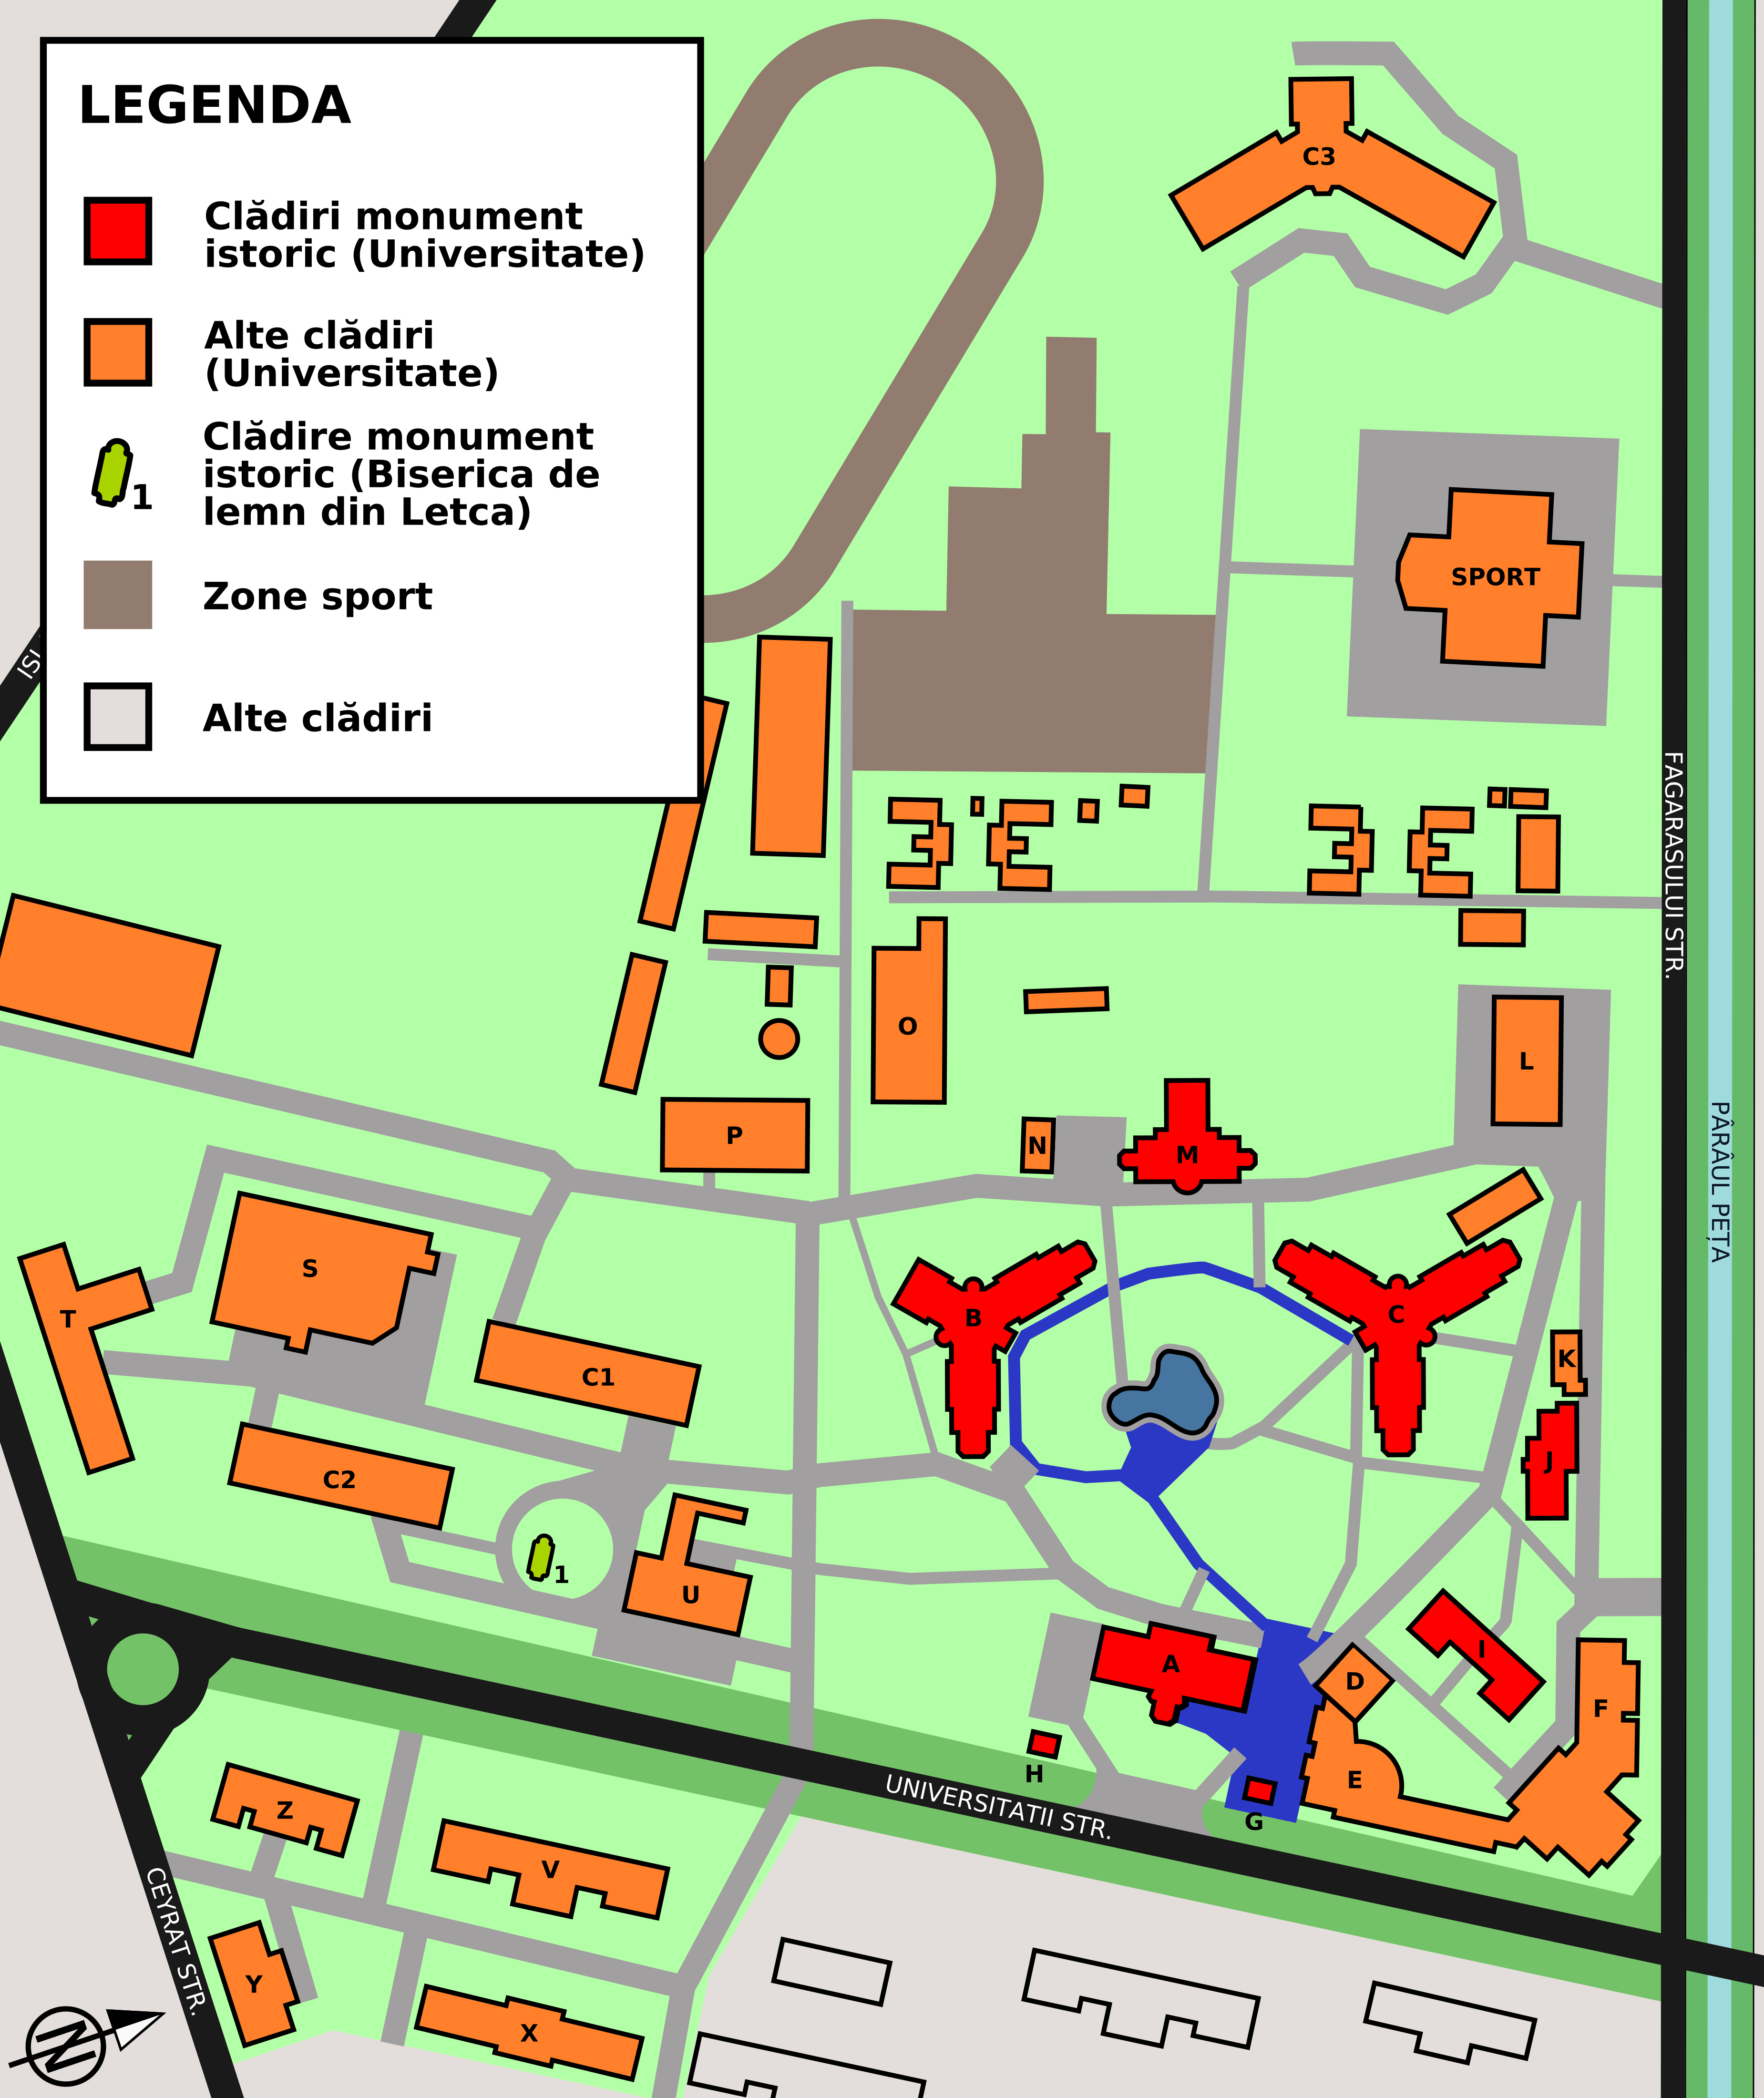 LEGENDA
Clădiri monument
istoric (Universitate)
Alte clădiri
(Universitate)
1
Clădire monument
istoric (Biserica de
lemn din Letca)
Zone sport
Alte clădiri
C3
SPORT
FAGARASULUI STR.
PÂRÂUL PEȚA
O
L
P
N
M
S
T
B
C
C1
K
C2
J
1
U
A
I
D
F
H
E
G
UNIVERSITATII STR.
Z
V
CEYRAT STR.
Y
X
N